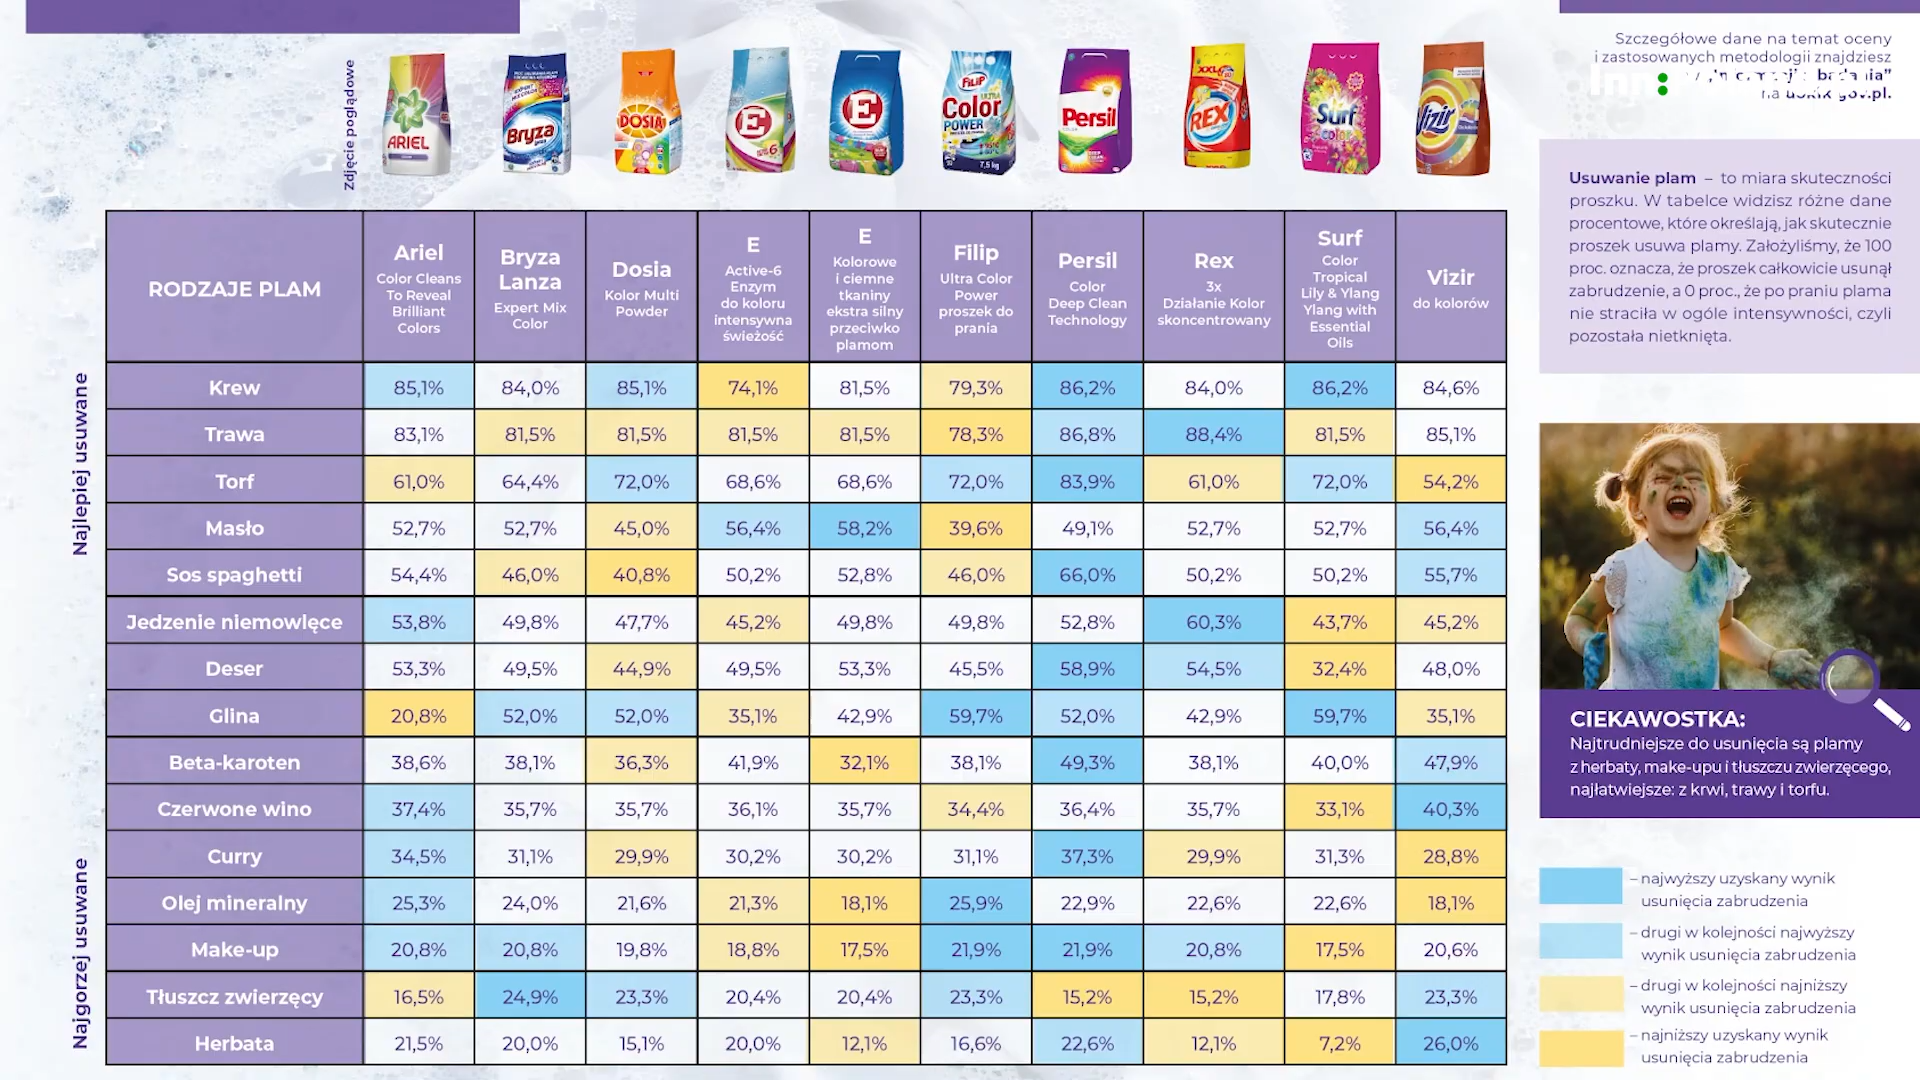 Szczegółowe dane na temat oceny
i zastosowanych metodologii znajdziesz
na uokik.gov.pl.
Zdjęcie poglądowe
ARIEL
Bryza
DOSIA
E
6
E
FILIP
ULTRA
Color
POWER
7,5 kg
Persil
XXL
REX
Surf
color
Vizir
RODZAJE PLAM
Ariel
Color Cleans
To Reveal
Brilliant
Colors
Bryza
Lanza
Expert Mix
Color
Dosia
Kolor Multi
Powder
E
Active-6
Enzym
do koloru
intensywna
świeżość
E
Kolorowe
i ciemne
tkaniny
ekstra silny
przeciwko
plamom
Filip
Ultra Color
Power
proszek do
prania
Persil
Color
Deep Clean
Technology
Rex
3x
Działanie Kolor
skoncentrowany
Surf
Color
Tropical
Lily & Ylang
Ylang with
Essential
Oils
Vizir
do kolorów
Najlepiej usuwane
Krew 85,1% 84,0% 85,1% 74,1% 81,5% 79,3% 86,2% 84,0% 86,2% 84,6%
Trawa 83,1% 81,5% 81,5% 81,5% 81,5% 78,3% 86,8% 88,4% 81,5% 85,1%
Torf 61,0% 64,4% 72,0% 68,6% 68,6% 72,0% 83,9% 61,0% 72,0% 54,2%
Masło 52,7% 52,7% 45,0% 56,4% 58,2% 39,6% 49,1% 52,7% 52,7% 56,4%
Sos spaghetti 54,4% 46,0% 40,8% 50,2% 52,8% 46,0% 66,0% 50,2% 50,2% 55,7%
Jedzenie niemowlęce 53,8% 49,8% 47,7% 45,2% 49,8% 49,8% 52,8% 60,3% 43,7% 45,2%
Deser 53,3% 49,5% 44,9% 49,5% 53,3% 45,5% 58,9% 54,5% 32,4% 48,0%
Glina 20,8% 52,0% 52,0% 35,1% 42,9% 59,7% 52,0% 42,9% 59,7% 35,1%
Beta-karoten 38,6% 38,1% 36,3% 41,9% 32,1% 38,1% 49,3% 38,1% 40,0% 47,9%
Czerwone wino 37,4% 35,7% 35,7% 36,1% 35,7% 34,4% 36,4% 35,7% 33,1% 40,3%
Najgorzej usuwane
Curry 34,5% 31,1% 29,9% 30,2% 30,2% 31,1% 37,3% 29,9% 31,3% 28,8%
Olej mineralny 25,3% 24,0% 21,6% 21,3% 18,1% 25,9% 22,9% 22,6% 22,6% 18,1%
Make-up 20,8% 20,8% 19,8% 18,8% 17,5% 21,9% 21,9% 20,8% 17,5% 20,6%
Tłuszcz zwierzęcy 16,5% 24,9% 23,3% 20,4% 20,4% 23,3% 15,2% 15,2% 17,8% 23,3%
Herbata 21,5% 20,0% 15,1% 20,0% 12,1% 16,6% 22,6% 12,1% 7,2% 26,0%
Usuwanie plam – to miara skuteczności
proszku. W tabelce widzisz różne dane
procentowe, które określają, jak skutecznie
proszek usuwa plamy. Założyliśmy, że 100
proc. oznacza, że proszek całkowicie usunął
zabrudzenie, a 0 proc., że po praniu plama
nie straciła w ogóle intensywności, czyli
pozostała nietknięta.
CIEKAWOSTKA:
Najtrudniejsze do usunięcia są plamy
z herbaty, make-upu i tłuszczu zwierzęcego,
najłatwiejsze: z krwi, trawy i torfu.
– najwyższy uzyskany wynik
usunięcia zabrudzenia
– drugi w kolejności najwyższy
wynik usunięcia zabrudzenia
– drugi w kolejności najniższy
wynik usunięcia zabrudzenia
– najniższy uzyskany wynik
usunięcia zabrudzenia